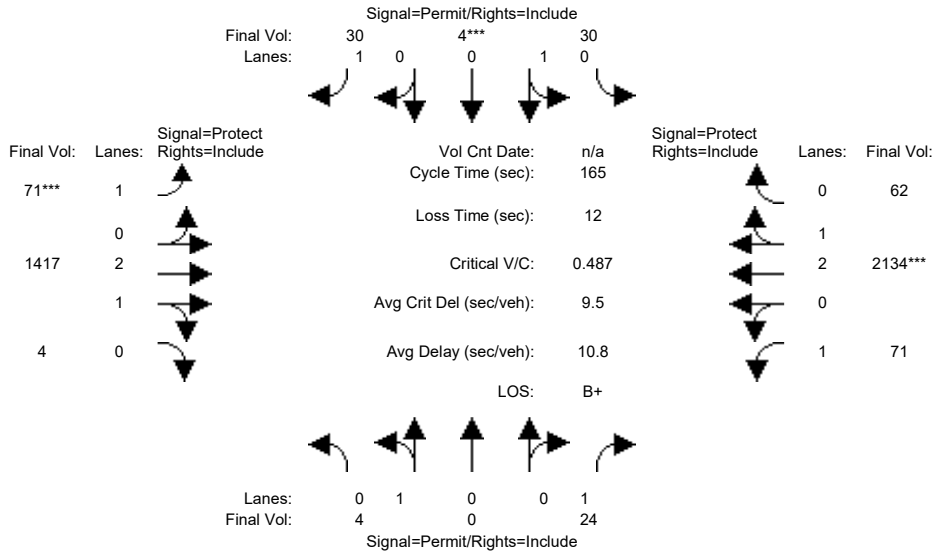 Signal=Permit/Rights=Include
Final Vol: 30 4*** 30
Lanes: 1 0 0 1 0
Signal=Protect Signal=Protect
Final Vol: Lanes: Rights=Include Vol Cnt Date: n/a Rights=Include Lanes: Final Vol:
Cycle Time (sec): 165
71*** 1 0 62
Loss Time (sec): 12
0 1
1417 2 Critical V/C: 0.487 2 2134***
1 Avg Crit Del (sec/veh): 9.5 0
4 0 Avg Delay (sec/veh): 10.8 1 71
LOS: B+
Lanes: 0 1 0 0 1
Final Vol: 4 0 24
Signal=Permit/Rights=Include